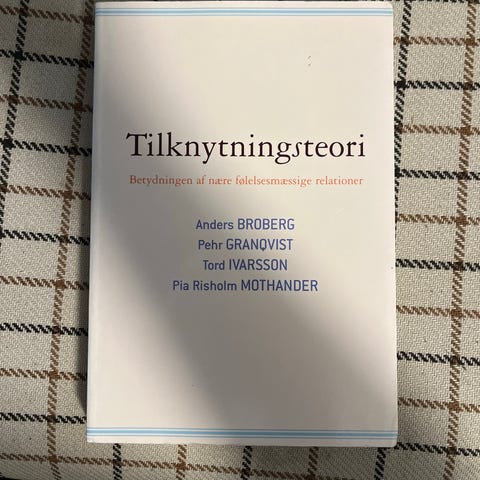 Tilknytningsteori
Betydningen af nære følelsesmæssige relationer
Anders BROBERG
Pehr GRANQVIST
Tord IVARSSON
Pia Risholm MOTHANDER